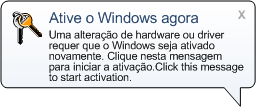 Ative o Windows agora
Uma alteração de hardware ou driver
requer que o Windows seja ativado
novamente. Clique nesta mensagem
para iniciar a ativação.Click this message
to start activation.